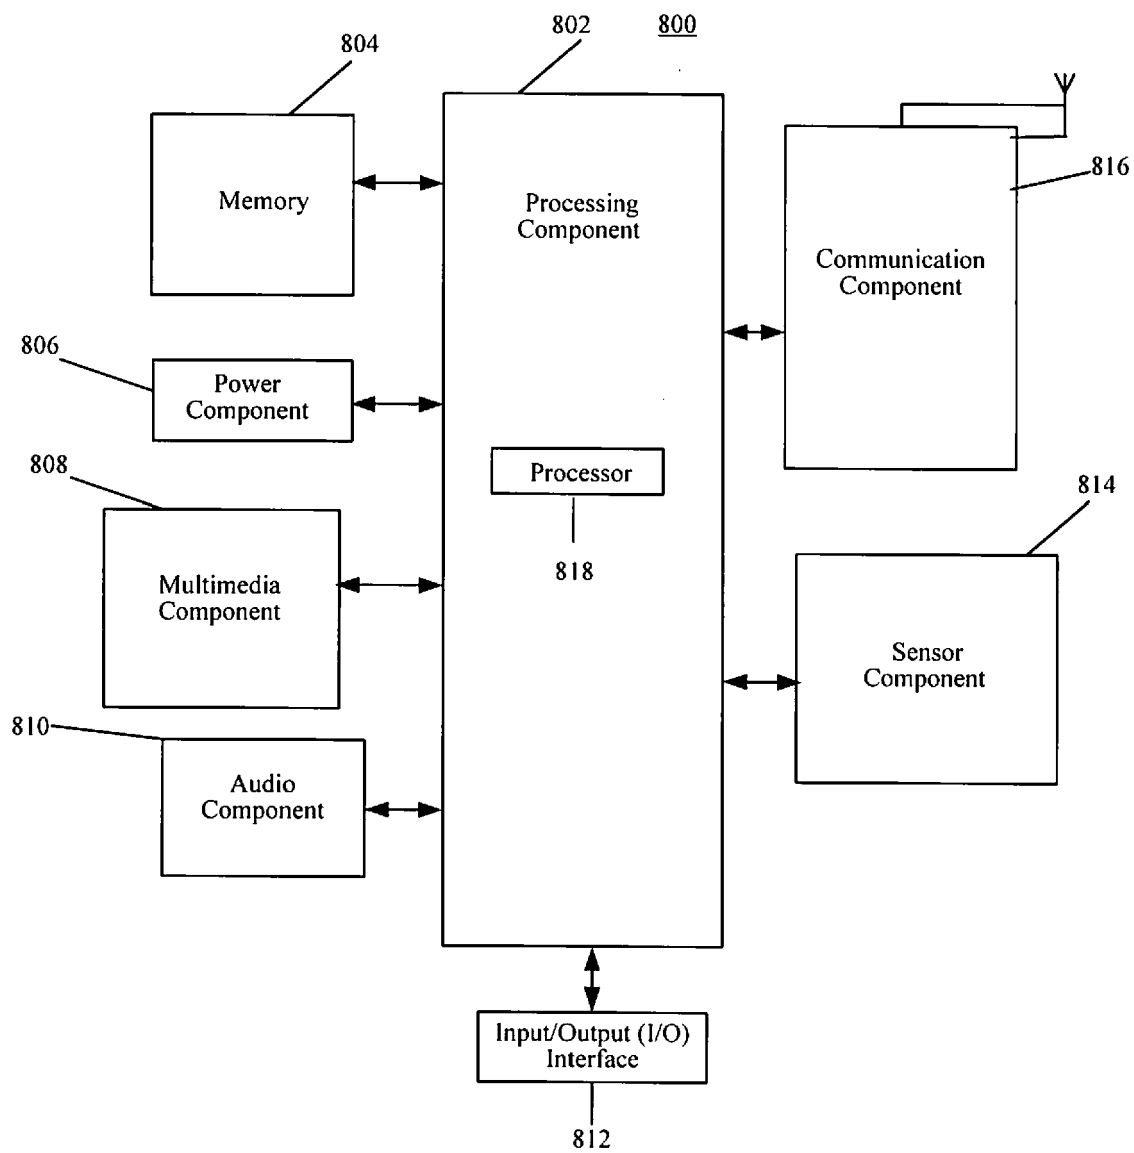 802
800
804
Memory
Processing
Component
816
Communication
Component
806
Power
Component
808
Processor
818
814
Multimedia
Component
Sensor
Component
810
Audio
Component
Input/Output (I/O)
Interface
812